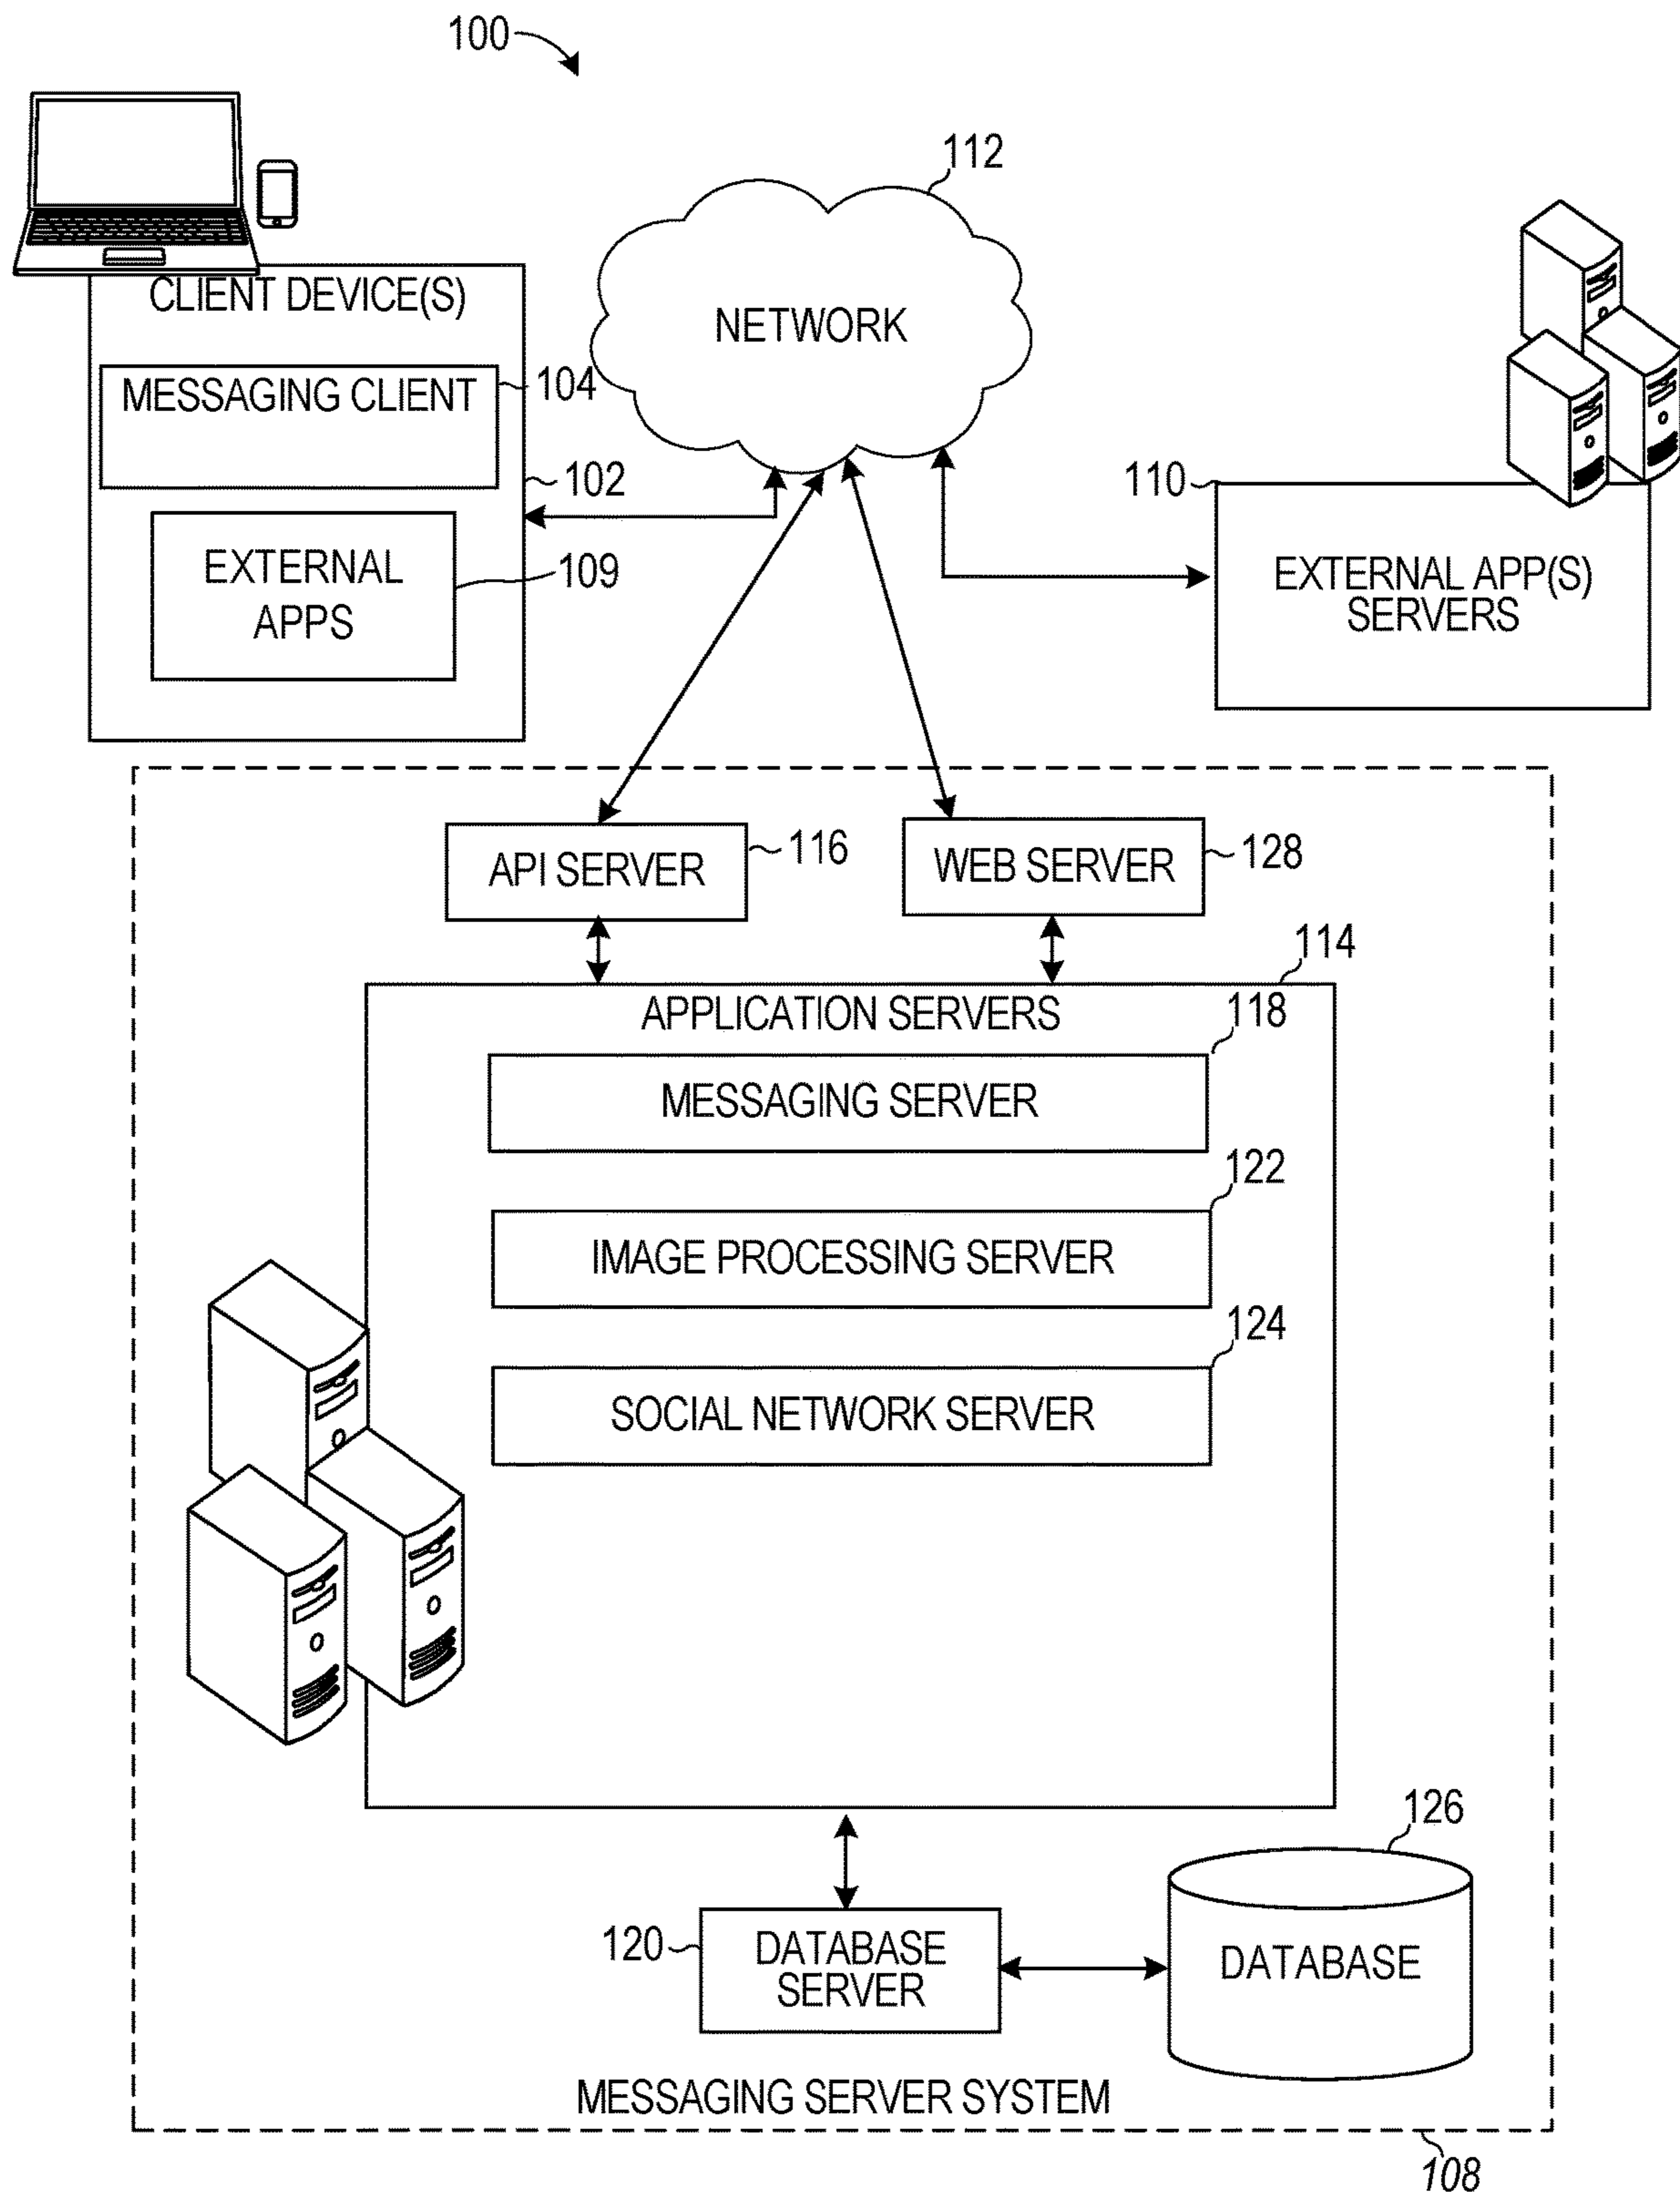 100
112
CLIENT DEVICE(S)
NETWORK
MESSAGING CLIENT
104
102
110
EXTERNAL
APPS
109
EXTERNAL APP(S)
SERVERS
API SERVER
116
WEB SERVER
128
114
APPLICATION SERVERS
118
MESSAGING SERVER
122
IMAGE PROCESSING SERVER
124
SOCIAL NETWORK SERVER
126
120
DATABASE
SERVER
DATABASE
MESSAGING SERVER SYSTEM
108